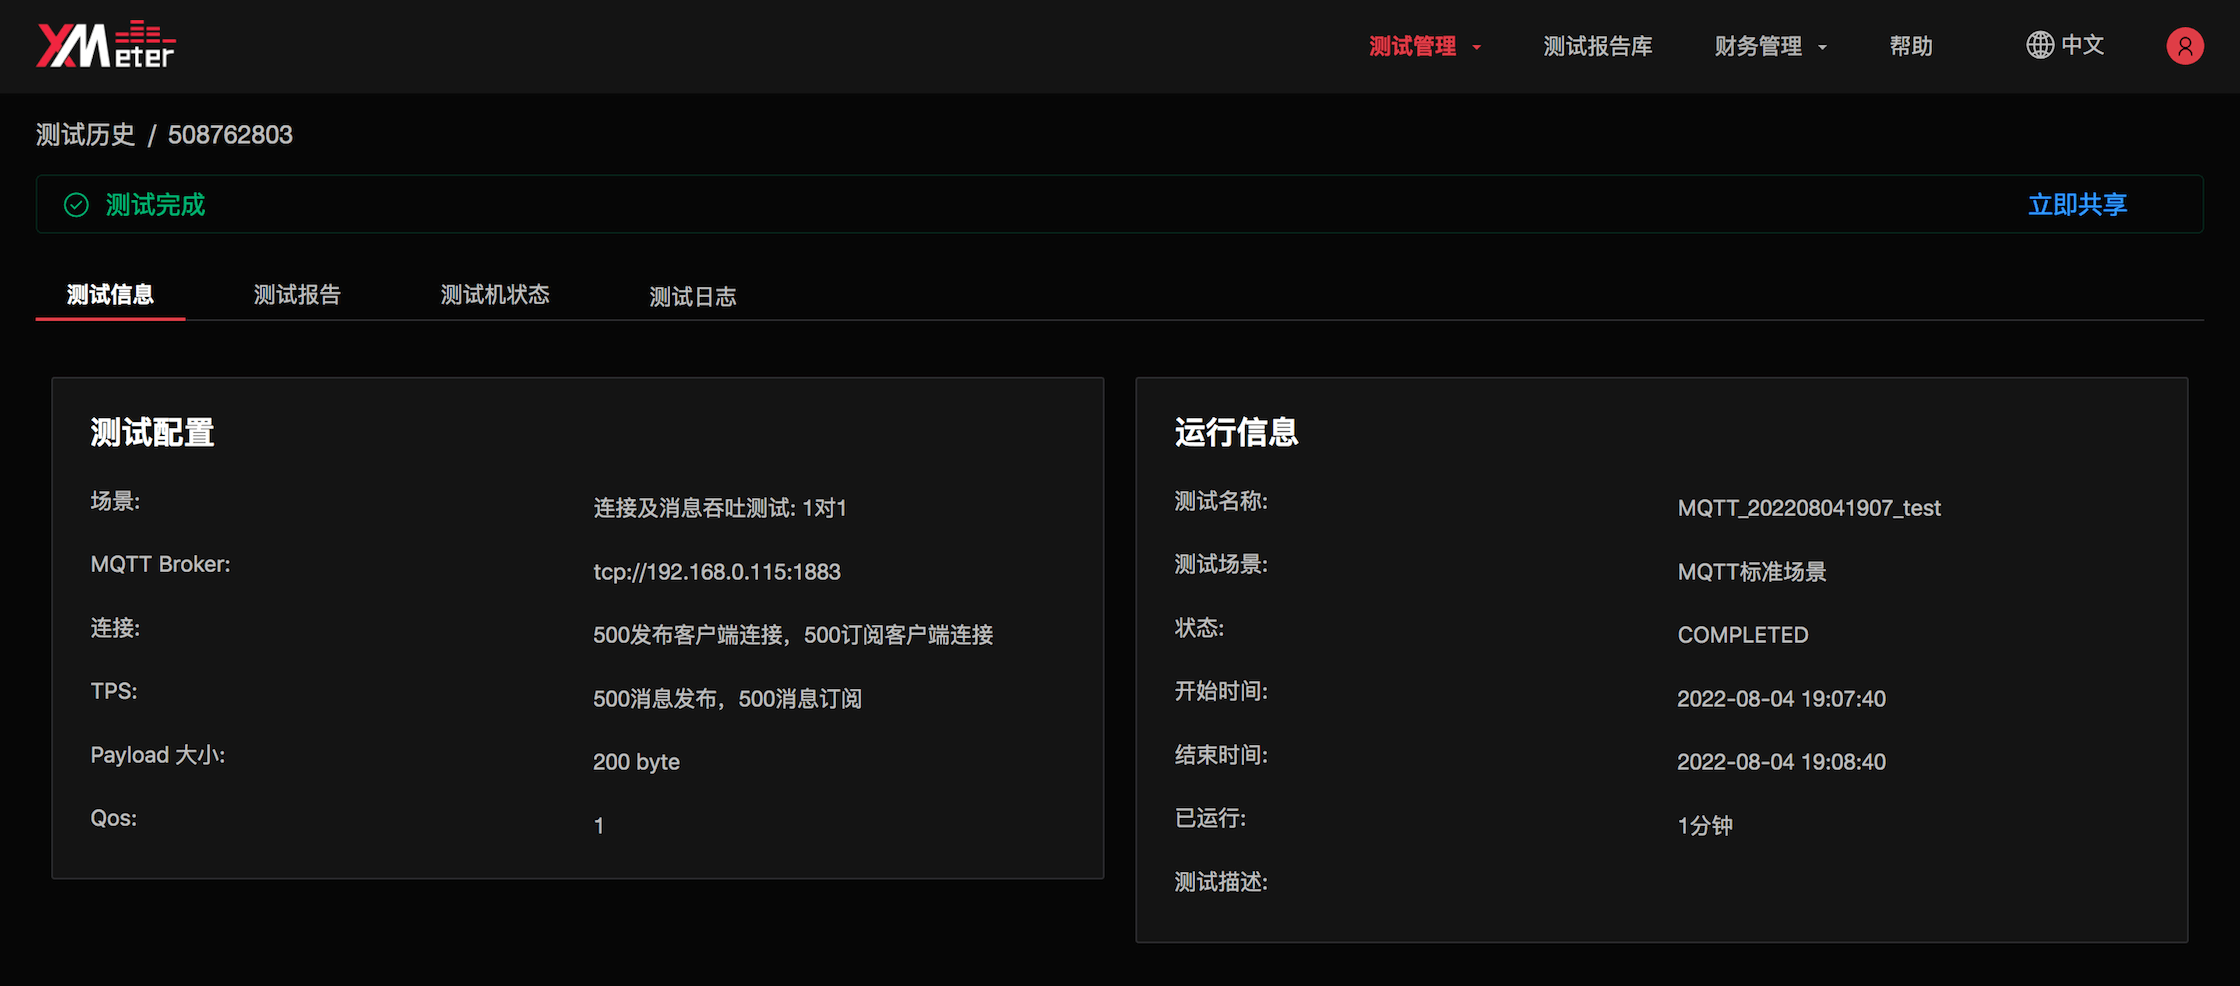 XMeter
测试管理 测试报告库 财务管理 帮助 中文
测试历史 / 508762803
测试完成 立即共享
测试信息 测试报告 测试机状态 测试日志
测试配置
场景: 连接及消息吞吐测试: 1对1
MQTT Broker: tcp://192.168.0.115:1883
连接: 500发布客户端连接，500订阅客户端连接
TPS: 500消息发布，500消息订阅
Payload 大小: 200 byte
Qos: 1
运行信息
测试名称: MQTT_202208041907_test
测试场景: MQTT标准场景
状态: COMPLETED
开始时间: 2022-08-04 19:07:40
结束时间: 2022-08-04 19:08:40
已运行: 1分钟
测试描述: